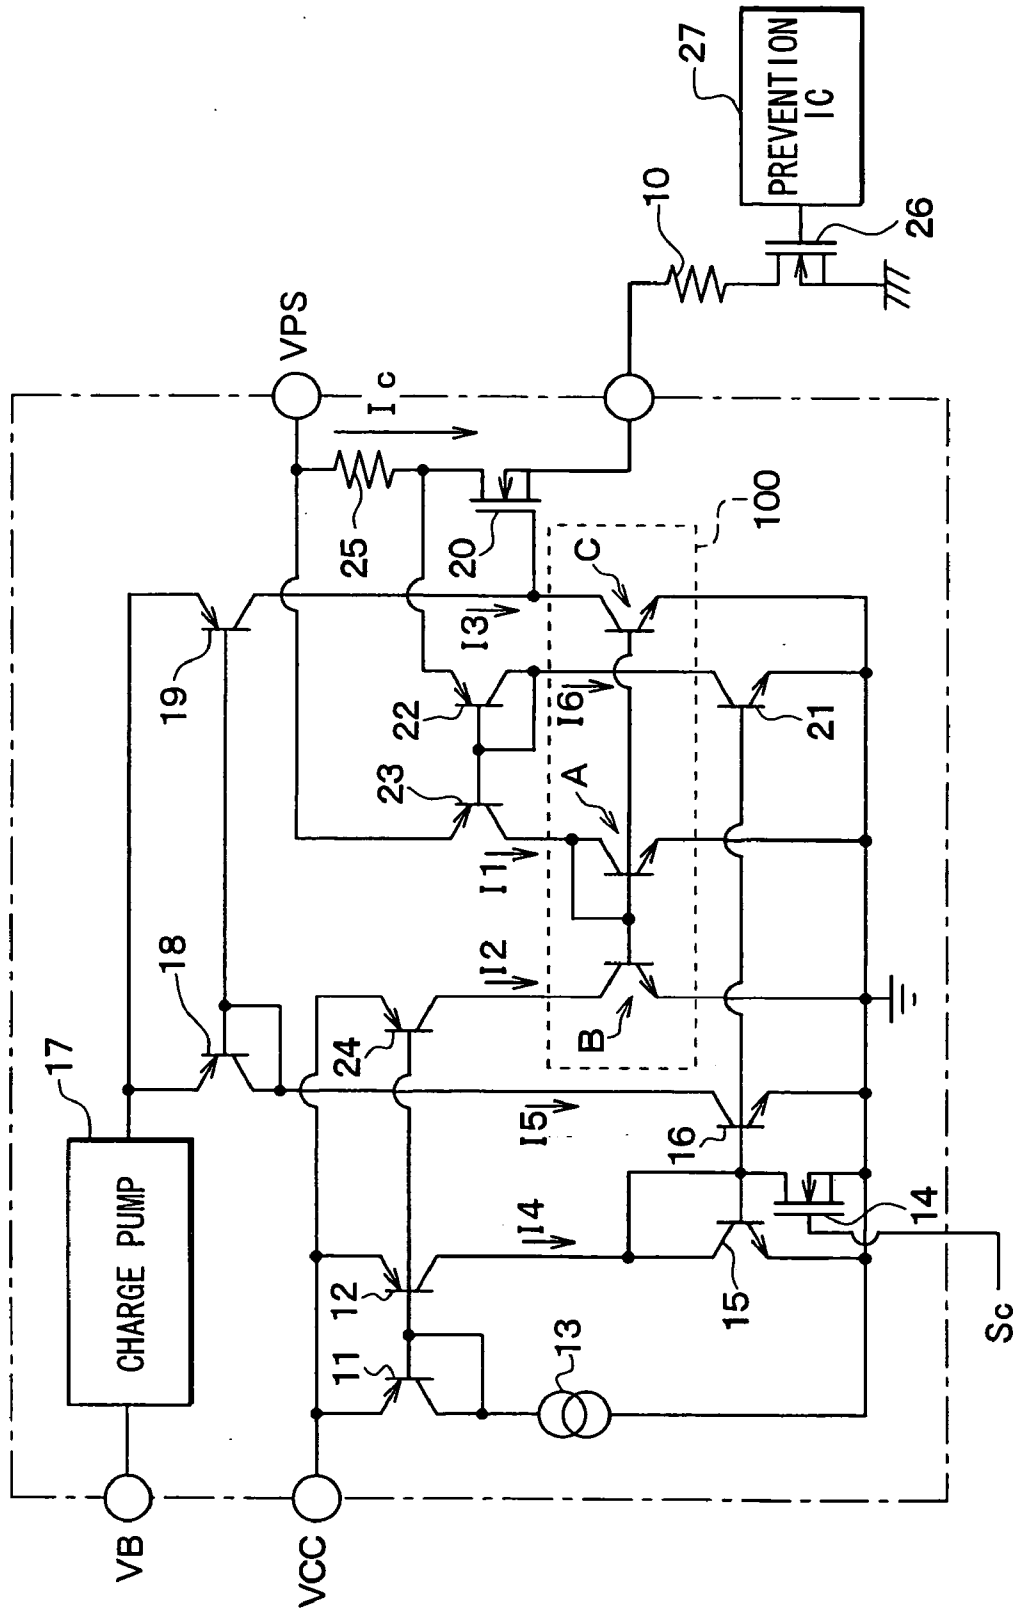 VB
17
CHARGE PUMP
18
19
VCC
11
12
24
23
22
VPS
25
Ic
20
10
27
PREVENTION
IC
26
13
I4
I5
I2
I1
I6
I3
A
B
C
100
15
16
14
21
Sc